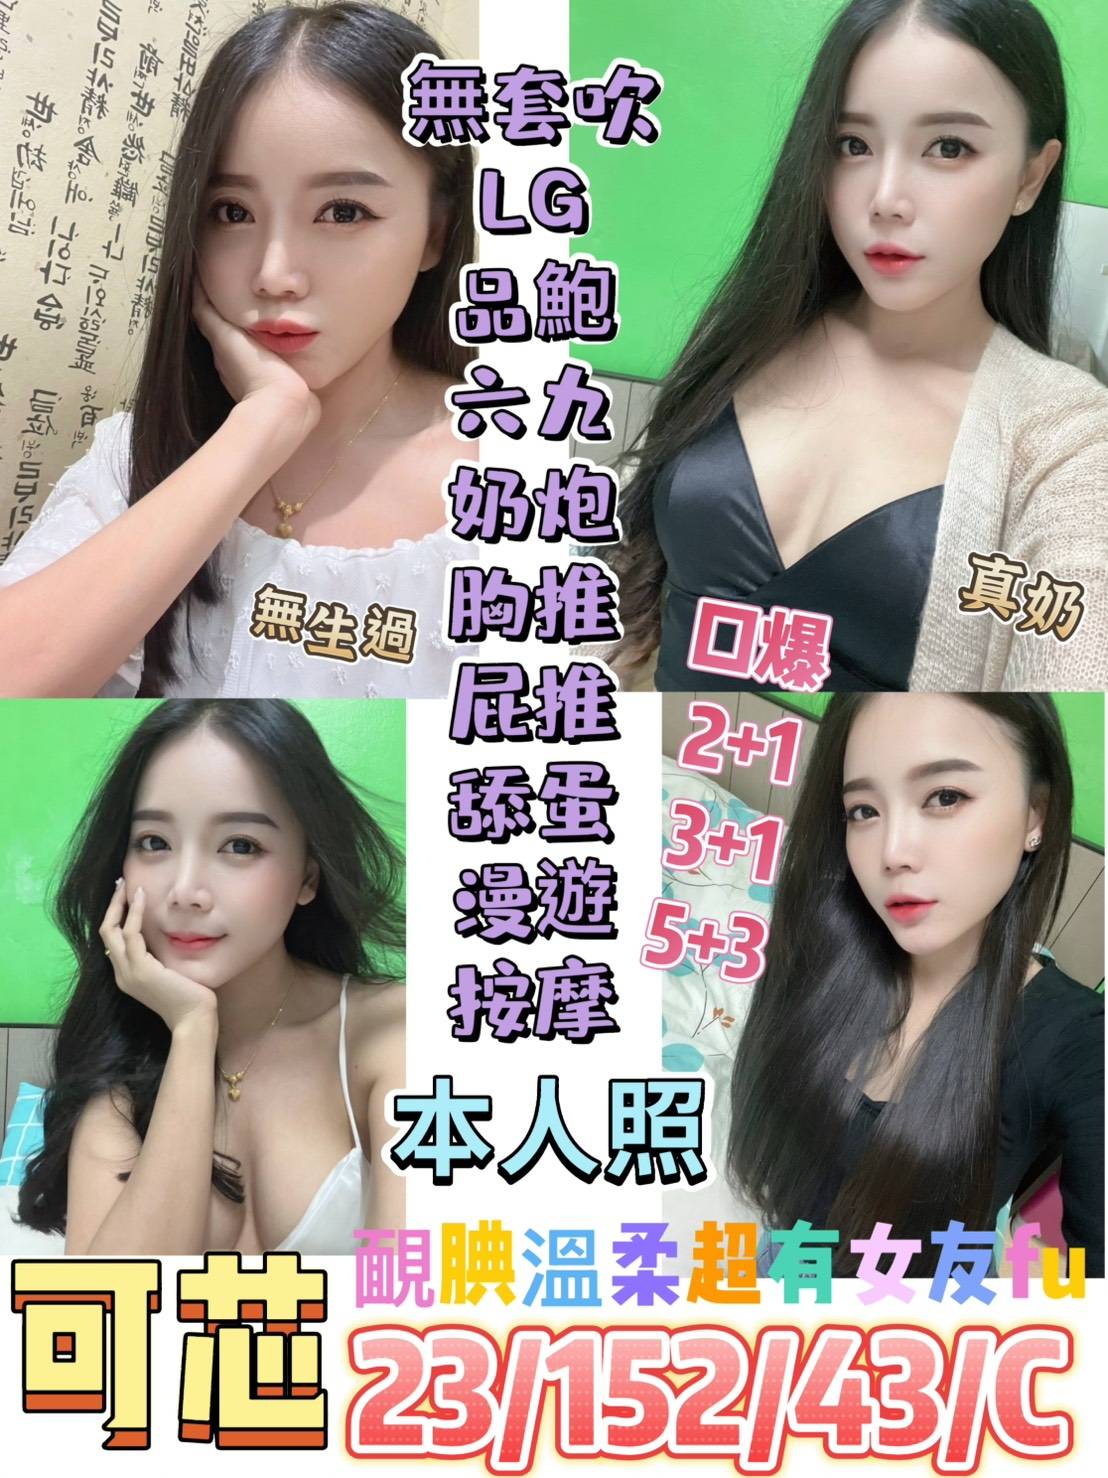 無套吹
LG
品鮑
六九
奶炮
胸推
屁推
舔蛋
漫遊
按摩
無生過
真奶
口爆
2+1
3+1
5+3
本人照
靦腆溫柔超有女友fu
可芯
23/152/43/C